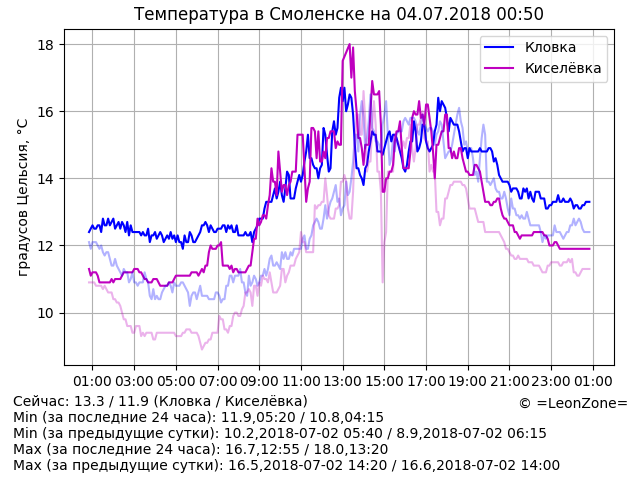 Температура в Смоленске на 04.07.2018 00:50
Кловка
Киселёвка
градусов Цельсия, °C
18
16
14
12
10
01:00 03:00 05:00 07:00 09:00 11:00 13:00 15:00 17:00 19:00 21:00 23:00 01:00
Сейчас: 13.3 / 11.9 (Кловка / Киселёвка)
© =LeonZone=
Min (за последние 24 часа): 11.9,05:20 / 10.8,04:15
Min (за предыдущие сутки): 10.2,2018-07-02 05:40 / 8.9,2018-07-02 06:15
Max (за последние 24 часа): 16.7,12:55 / 18.0,13:20
Max (за предыдущие сутки): 16.5,2018-07-02 14:20 / 16.6,2018-07-02 14:00